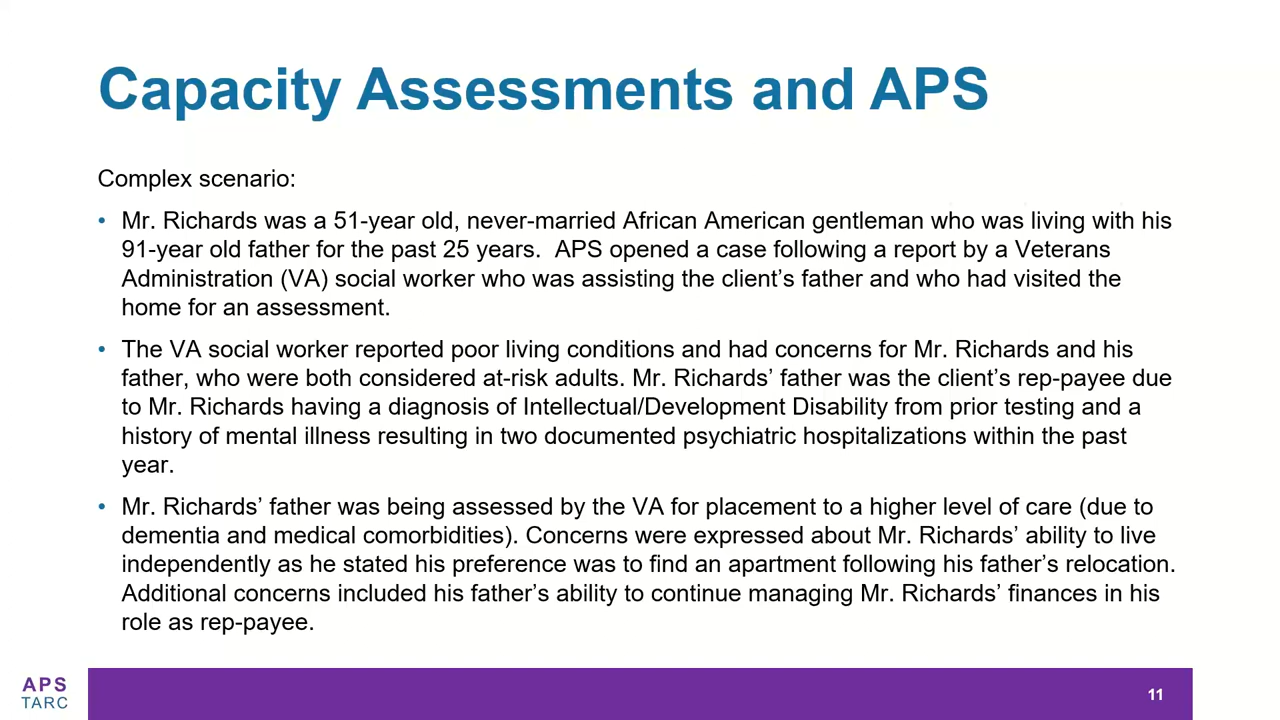 Capacity Assessments and APS
Complex scenario:
• Mr. Richards was a 51-year old, never-married African American gentleman who was living with his
91-year old father for the past 25 years.  APS opened a case following a report by a Veterans
Administration (VA) social worker who was assisting the client’s father and who had visited the
home for an assessment.
• The VA social worker reported poor living conditions and had concerns for Mr. Richards and his
father, who were both considered at-risk adults. Mr. Richards’ father was the client’s rep-payee due
to Mr. Richards having a diagnosis of Intellectual/Development Disability from prior testing and a
history of mental illness resulting in two documented psychiatric hospitalizations within the past
year.
• Mr. Richards’ father was being assessed by the VA for placement to a higher level of care (due to
dementia and medical comorbidities). Concerns were expressed about Mr. Richards’ ability to live
independently as he stated his preference was to find an apartment following his father’s relocation.
Additional concerns included his father’s ability to continue managing Mr. Richards’ finances in his
role as rep-payee.
APS
TARC
11